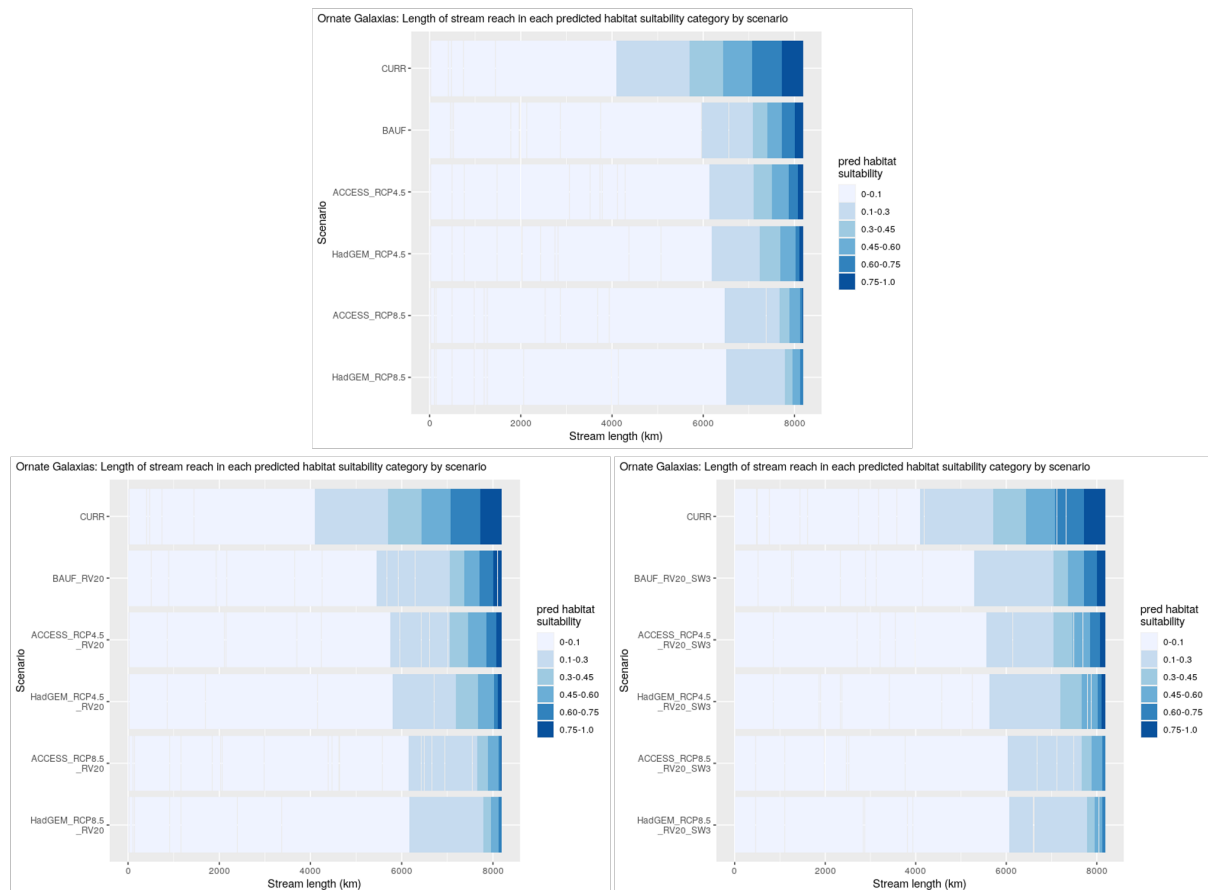 Ornate Galaxias: Length of stream reach in each predicted habitat suitability category by scenario
Scenario
CURR
BAUF
ACCESS_RCP4.5
HadGEM_RCP4.5
ACCESS_RCP8.5
HadGEM_RCP8.5
0 2000 4000 6000 8000
Stream length (km)
pred habitat
suitability
0-0.1
0.1-0.3
0.3-0.45
0.45-0.60
0.60-0.75
0.75-1.0
Ornate Galaxias: Length of stream reach in each predicted habitat suitability category by scenario
Scenario
CURR
BAUF_RV20
ACCESS_RCP4.5
_RV20
HadGEM_RCP4.5
_RV20
ACCESS_RCP8.5
_RV20
HadGEM_RCP8.5
_RV20
0 2000 4000 6000 8000
Stream length (km)
pred habitat
suitability
0-0.1
0.1-0.3
0.3-0.45
0.45-0.60
0.60-0.75
0.75-1.0
Ornate Galaxias: Length of stream reach in each predicted habitat suitability category by scenario
Scenario
CURR
BAUF_RV20_SW3
ACCESS_RCP4.5
_RV20_SW3
HadGEM_RCP4.5
_RV20_SW3
ACCESS_RCP8.5
_RV20_SW3
HadGEM_RCP8.5
_RV20_SW3
0 2000 4000 6000 8000
Stream length (km)
pred habitat
suitability
0-0.1
0.1-0.3
0.3-0.45
0.45-0.60
0.60-0.75
0.75-1.0